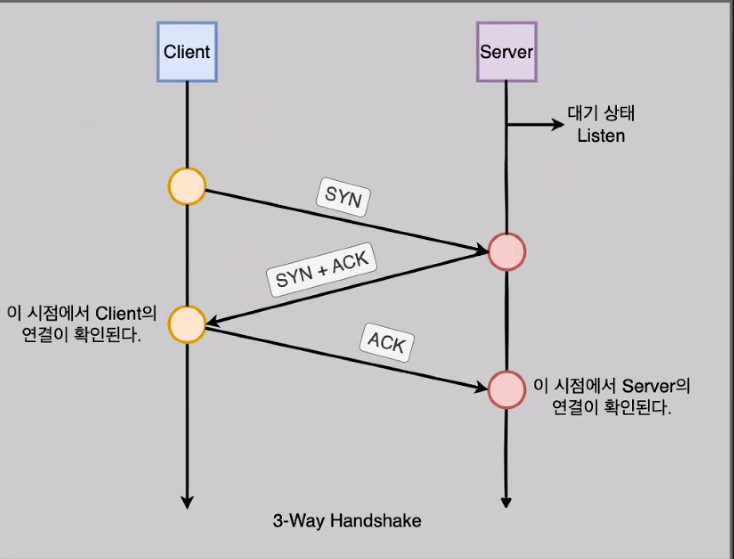 Client
Server
대기 상태
Listen
SYN
SYN + ACK
이 시점에서 Client의
연결이 확인된다.
ACK
이 시점에서 Server의
연결이 확인된다.
3-Way Handshake